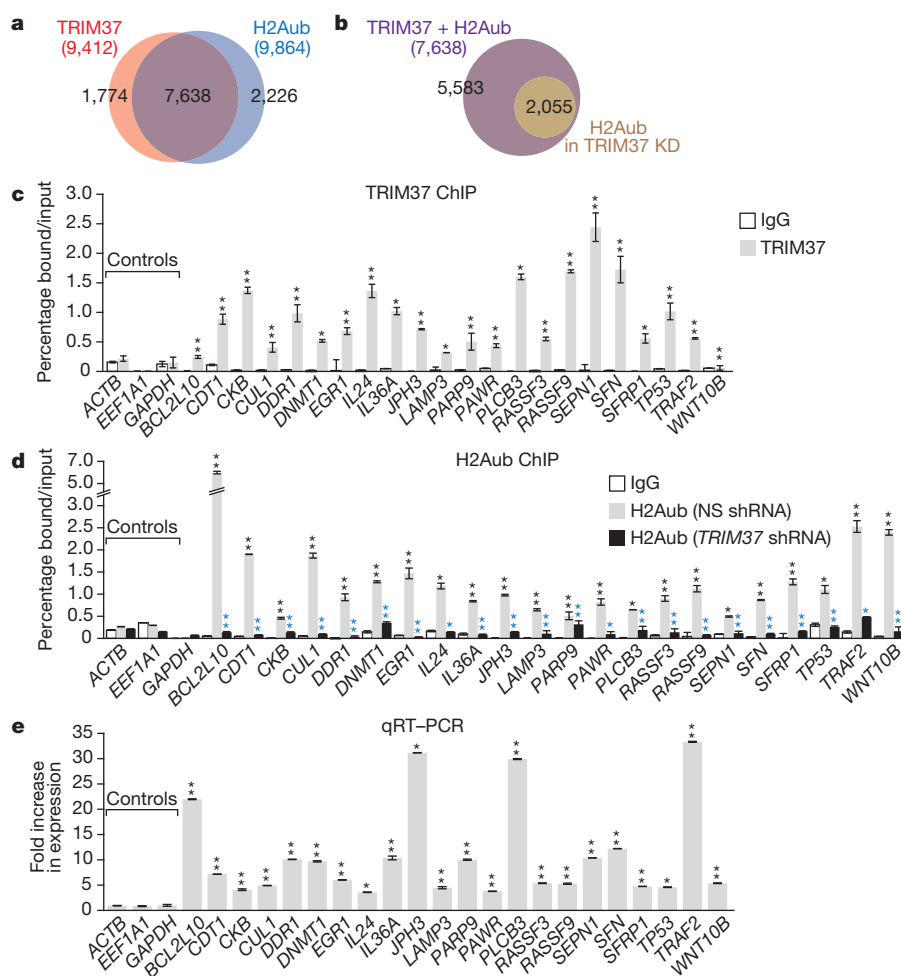 a
TRIM37
(9,412)
H2Aub
(9,864)
1,774
7,638
2,226
b
TRIM37 + H2Aub
(7,638)
5,583
2,055
H2Aub
in TRIM37 KD
c
TRIM37 ChIP
Percentage bound/input
3.0
2.5
2.0
1.5
1.0
0.5
0
Controls
IgG
TRIM37
ACTB
EEF1A1
GAPDH
BCL2L10
CDT1
CKB
CUL1
DDR1
DNMT1
EGR1
IL24
IL36A
JPH3
LAMP3
PARP9
PAWR
PLCB3
RASSF3
RASSF9
SEPN1
SFN
SFRP1
TP53
TRAF2
WNT10B
d
H2Aub ChIP
Percentage bound/input
7.0
5.0
3.0
2.5
2.0
1.5
1.0
0.5
0
Controls
IgG
H2Aub (NS shRNA)
H2Aub (TRIM37 shRNA)
ACTB
EEF1A1
GAPDH
BCL2L10
CDT1
CKB
CUL1
DDR1
DNMT1
EGR1
IL24
IL36A
JPH3
LAMP3
PARP9
PAWR
PLCB3
RASSF3
RASSF9
SEPN1
SFN
SFRP1
TP53
TRAF2
WNT10B
e
qRT–PCR
Fold increase
in expression
35
30
25
20
15
10
5
0
Controls
ACTB
EEF1A1
GAPDH
BCL2L10
CDT1
CKB
CUL1
DDR1
DNMT1
EGR1
IL24
IL36A
JPH3
LAMP3
PARP9
PAWR
PLCB3
RASSF3
RASSF9
SEPN1
SFN
SFRP1
TP53
TRAF2
WNT10B